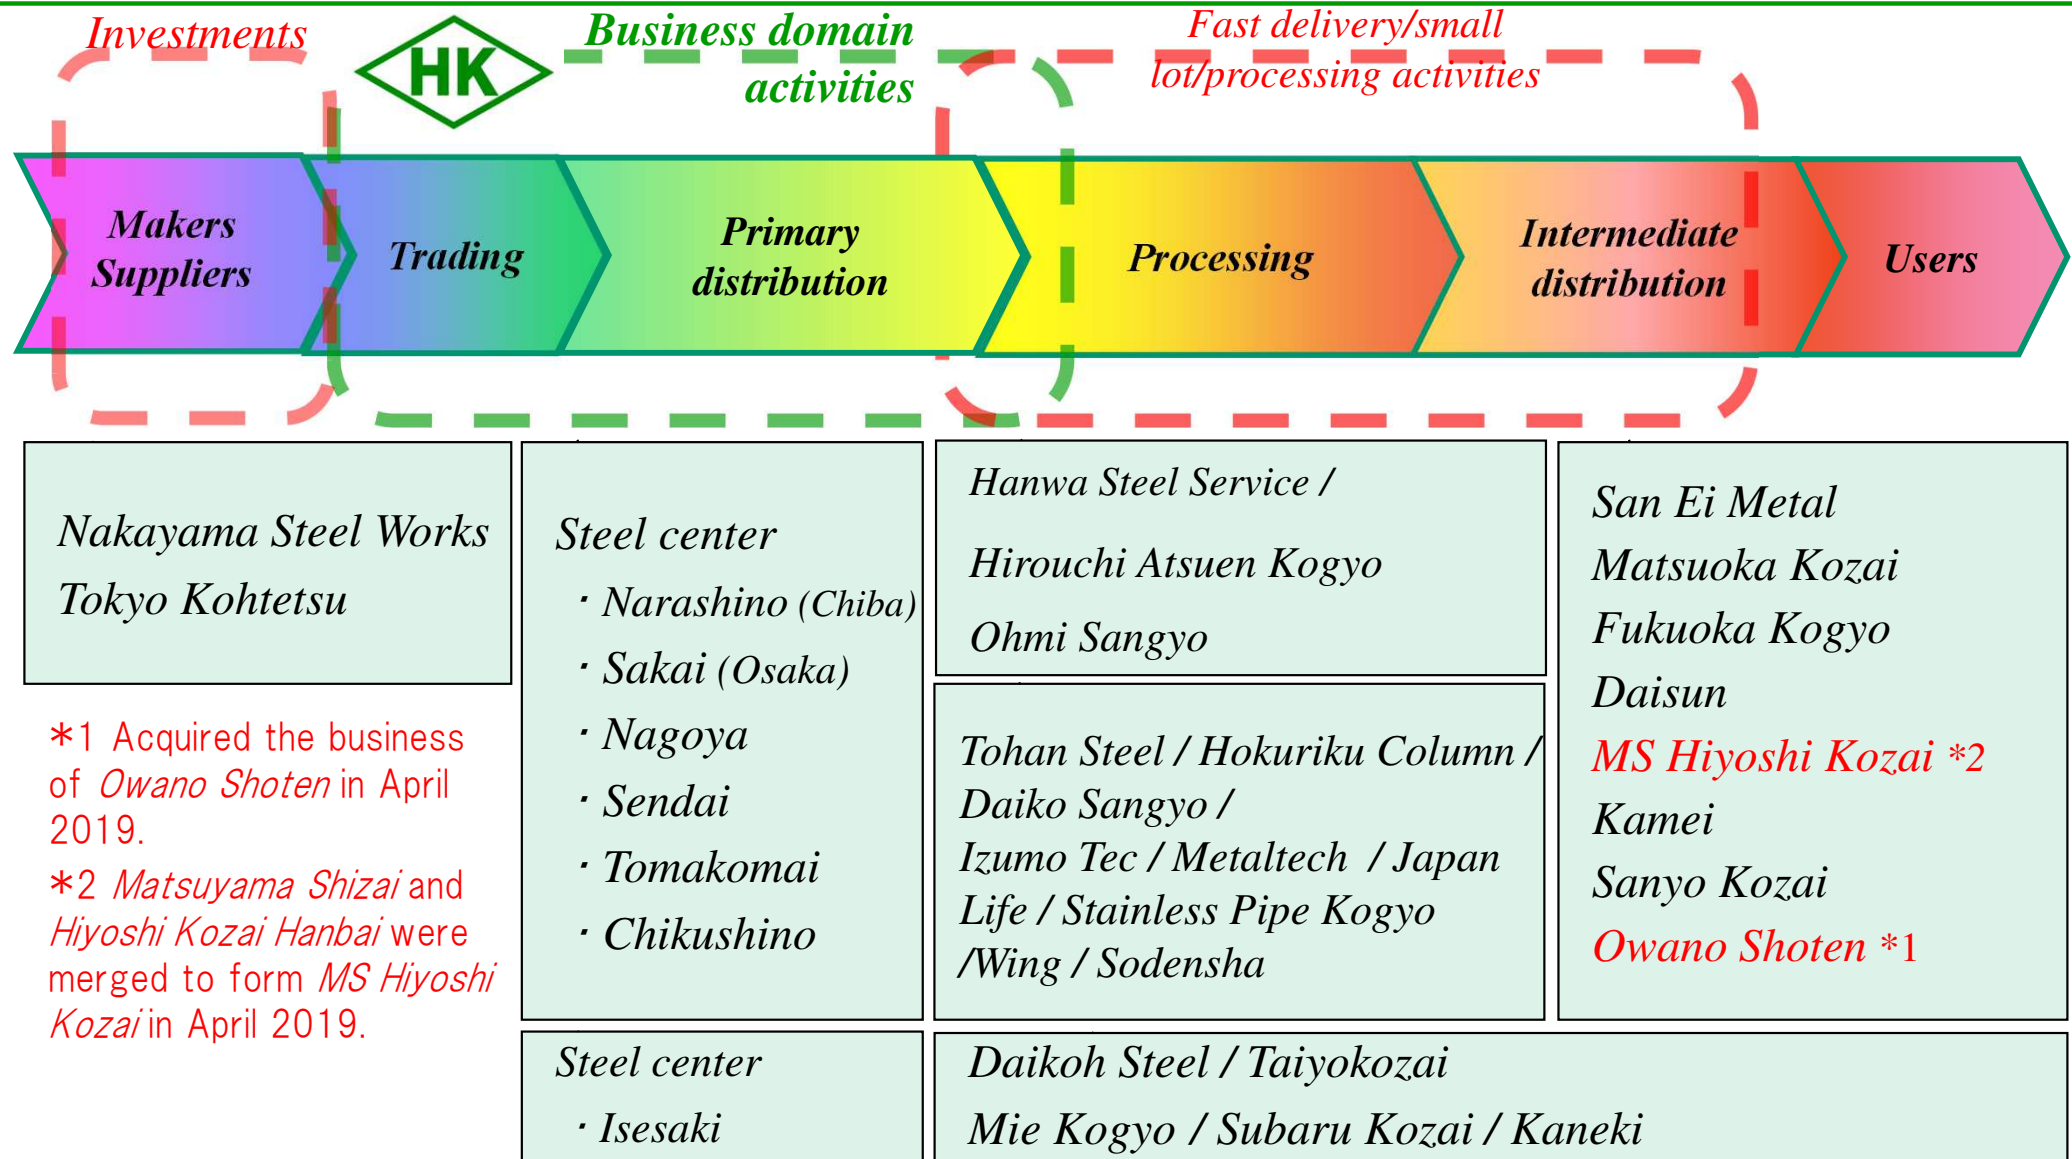 Investments
HK
Business domain
activities
Fast delivery/small
lot/processing activities
Makers
Suppliers
Trading
Primary
distribution
Processing
Intermediate
distribution
Users
Nakayama Steel Works
Tokyo Kohtetsu
*1 Acquired the business
of Owano Shoten in April
2019.
*2 Matsuyama Shizai and
Hiyoshi Kozai Hanbai were
merged to form MS Hiyoshi
Kozai in April 2019.
Steel center
・Narashino (Chiba)
・Sakai (Osaka)
・Nagoya
・Sendai
・Tomakomai
・Chikushino
Steel center
・Isesaki
Hanwa Steel Service /
Hirouchi Atsuen Kogyo
Ohmi Sangyo
Tohan Steel / Hokuriku Column /
Daiko Sangyo /
Izumo Tec / Metaltech / Japan
Life / Stainless Pipe Kogyo
/Wing / Sodensha
San Ei Metal
Matsuoka Kozai
Fukuoka Kogyo
Daisun
MS Hiyoshi Kozai *2
Kamei
Sanyo Kozai
Owano Shoten *1
Daikoh Steel / Taiyokozai
Mie Kogyo / Subaru Kozai / Kaneki